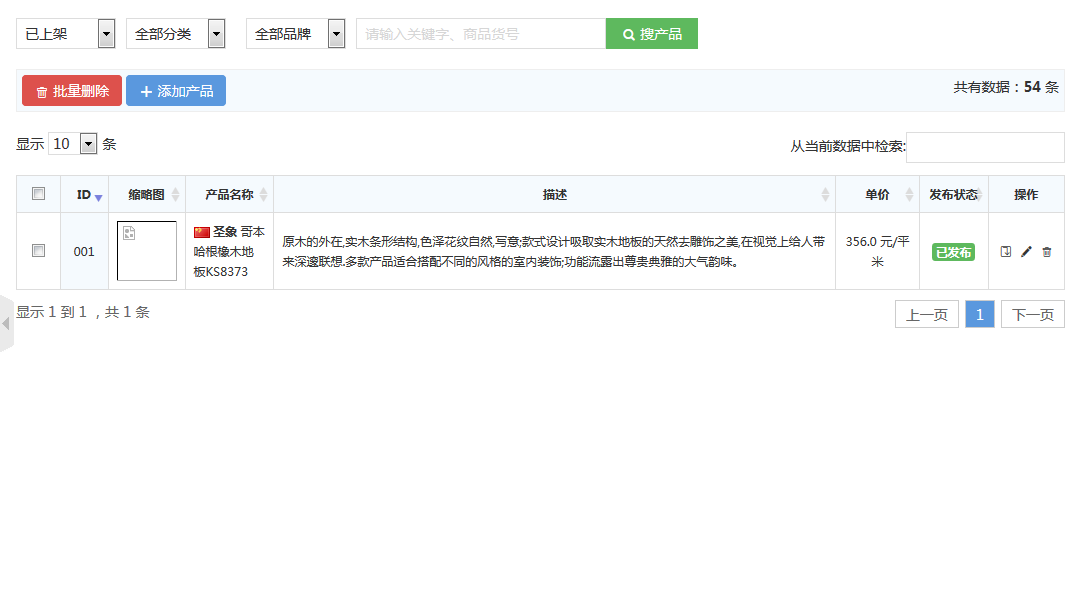 已上架 全部分类 全部品牌 请输入关键字、商品货号 搜产品
批量删除 添加产品 共有数据：54 条
显示 10 条 从当前数据中检索:
ID 缩略图 产品名称 描述 单价 发布状态 操作
001
圣象 哥本
哈根橡木地
板KS8373
原木的外在,实木条形结构,色泽花纹自然,写意;款式设计吸取实木地板的天然去雕饰之美,在视觉上给人带
来深邃联想.多款产品适合搭配不同的风格的室内装饰;功能流露出尊贵典雅的大气韵味。
356.0 元/平
米
已发布
显示 1 到 1 ，共 1 条 上一页 1 下一页